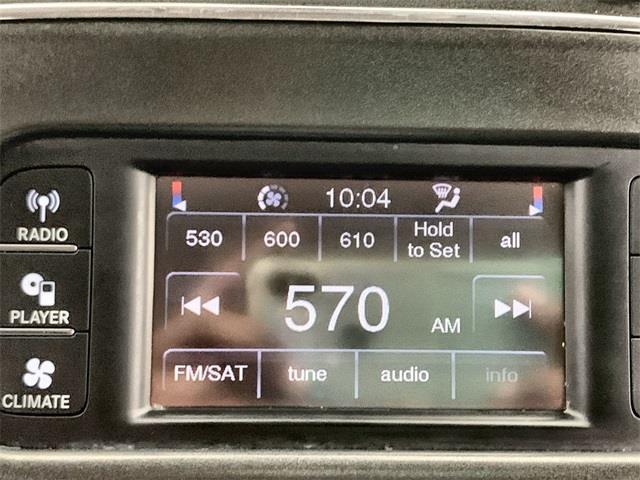 10:04
RADIO
530 600 610 Hold to Set all
570 AM
PLAYER
FM/SAT tune audio info
CLIMATE